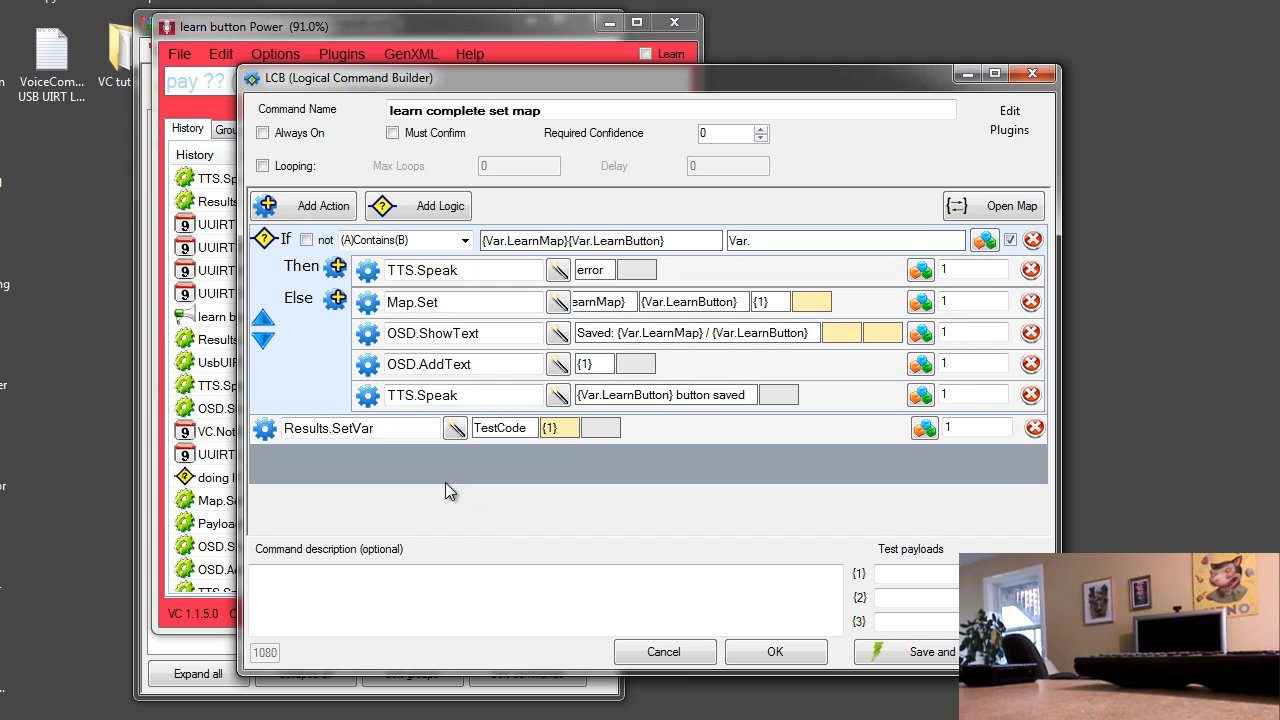 VoiceCom...
USB UIRT L...
VC tut
learn button Power (91.0%)
File Edit Options Plugins GenXML Help Learn
pay ??
History Grou
History
TTS.Sp
Results
UUIRT
UUIRT
UUIRT
UUIRT
learn b
Results
UsbUIR
TTS.Sp
OSD.S
VC.Not
UUIRT
doing l
Map.Se
Payloa
OSD.S
OSD.Ad
VC 1.1.5.0
Expand all
LCB (Logical Command Builder)
Command Name learn complete set map Edit
Plugins
Always On Must Confirm Required Confidence 0
Looping: Max Loops 0 Delay 0
Add Action Add Logic Open Map
If not (A)Contains(B) {Var.LearnMap}{Var.LearnButton} Var.
Then TTS.Speak error 1
Else Map.Set earnMap} {Var.LearnButton} {1} 1
OSD.ShowText Saved: {Var.LearnMap} / {Var.LearnButton} 1
OSD.AddText {1} 1
TTS.Speak {Var.LearnButton} button saved 1
Results.SetVar TestCode {1} 1
Command description (optional) Test payloads
{1}
{2}
{3}
1080 Cancel OK Save and